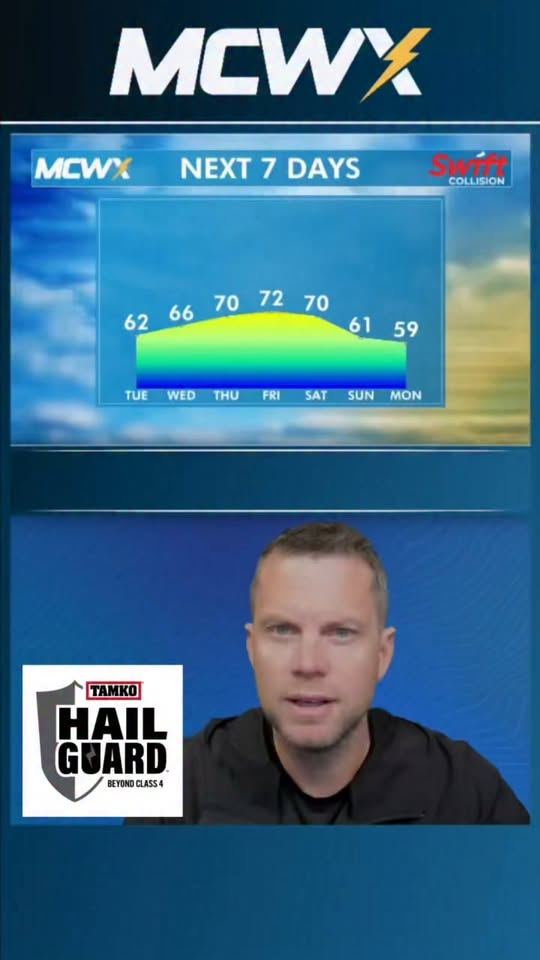 MCWX
MCWX NEXT 7 DAYS Swift
COLLISION
62 66 70 72 70 61 59
TUE WED THU FRI SAT SUN MON
TAMKO
HAIL
GUARD
BEYOND CLASS 4